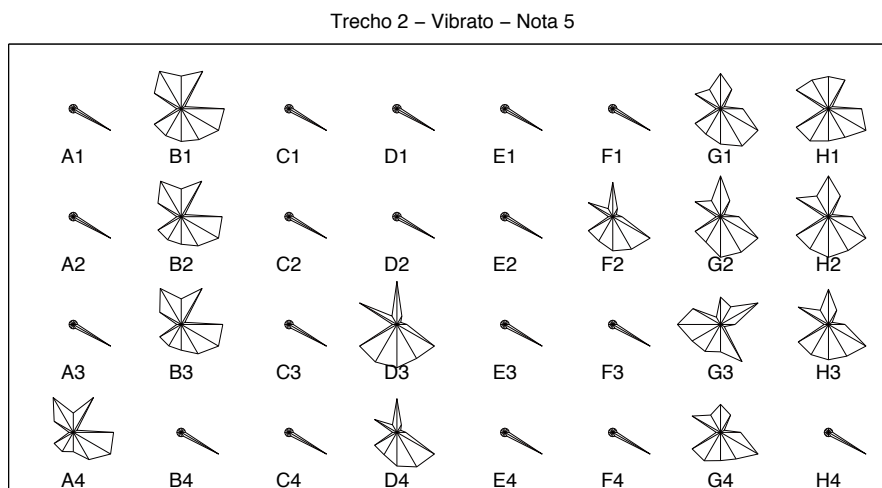 Trecho 2 – Vibrato – Nota 5
A1 B1 C1 D1 E1 F1 G1 H1
A2 B2 C2 D2 E2 F2 G2 H2
A3 B3 C3 D3 E3 F3 G3 H3
A4 B4 C4 D4 E4 F4 G4 H4